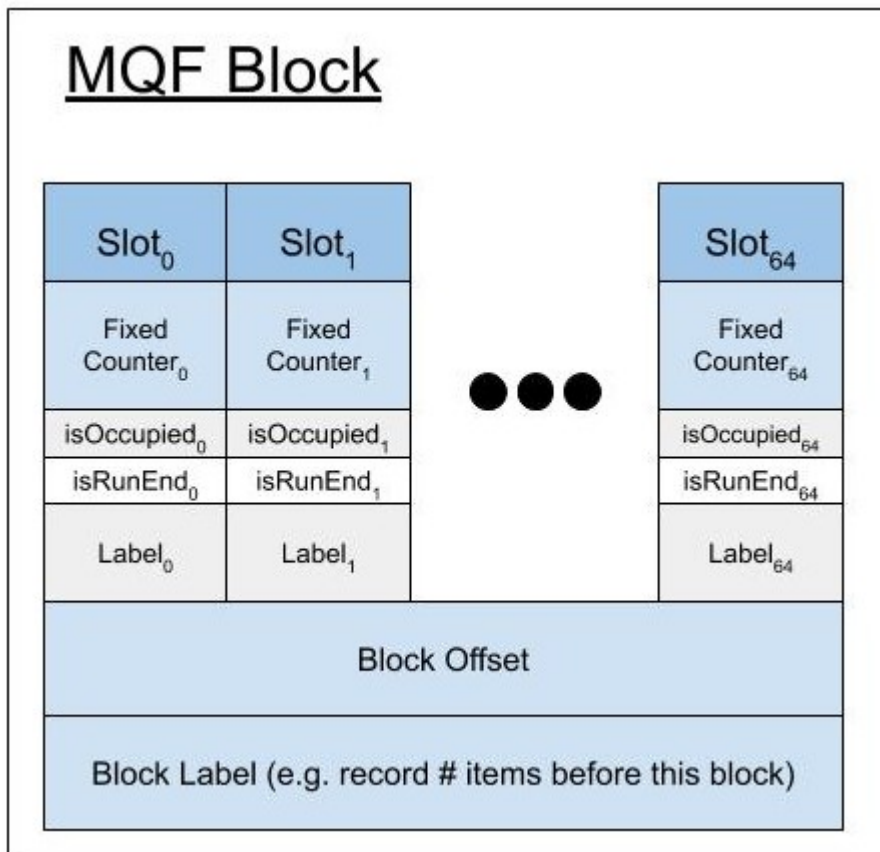 MQF Block
Slot0 Slot1 Slot64
Fixed Counter0 Fixed Counter1 Fixed Counter64
isOccupied0 isOccupied1 isOccupied64
isRunEnd0 isRunEnd1 isRunEnd64
Label0 Label1 Label64
Block Offset
Block Label (e.g. record # items before this block)